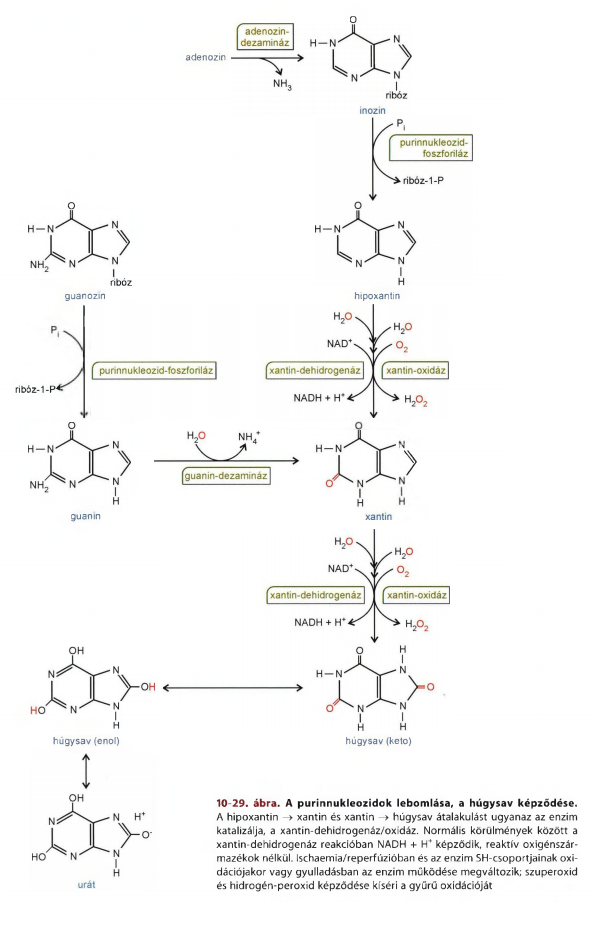 adenozin
adenozin-
dezamináz
NH3
O
H
N
N
N
N
ribóz
inozin
Pi
purinnukleozid-
foszforiláz
ribóz-1-P
O
H
N
N
NH2
N
N
ribóz
guanozin
O
H
N
N
N
N
H
hipoxantin
Pi
purinnukleozid-foszforiláz
ribóz-1-P
H2O
H2O
NAD+
O2
xantin-dehidrogenáz
xantin-oxidáz
NADH + H+
H2O2
O
H
N
N
NH2
N
N
H
guanin
H2O
NH4+
guanin-dezamináz
O
H
N
N
O
N
H
N
H
xantin
H2O
H2O
NAD+
O2
xantin-dehidrogenáz
xantin-oxidáz
NADH + H+
H2O2
OH
N
N
OH
HO
N
N
H
húgysav (enol)
O
H
N
H
N
O
O
N
H
N
H
húgysav (keto)
OH
N
N
H+
O-
HO
N
N
H
urát
10-29. ábra. A purinnukleozidok lebomlása, a húgysav képződése.
A hipoxantin → xantin és xantin → húgysav átalakulást ugyanaz az enzim
katalizálja, a xantin-dehidrogenáz/oxidáz. Normális körülmények között a
xantin-dehidrogenáz reakcióban NADH + H+ képződik, reaktív oxigénszár-
mazékok nélkül. Ischaemia/reperfúzióban és az enzim SH-csoportjainak oxi-
dációjakor vagy gyulladásban az enzim működése megváltozik; szuperoxid
és hidrogén-peroxid képződése kíséri a gyűrű oxidációját